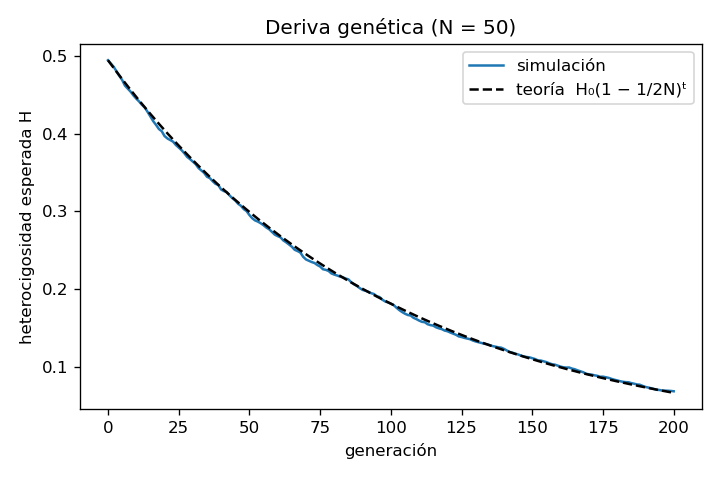 Deriva genética (N = 50)
simulación
teoría  H₀(1 − 1/2N)ᵗ
heterocigosidad esperada H
0.5
0.4
0.3
0.2
0.1
0 25 50 75 100 125 150 175 200
generación